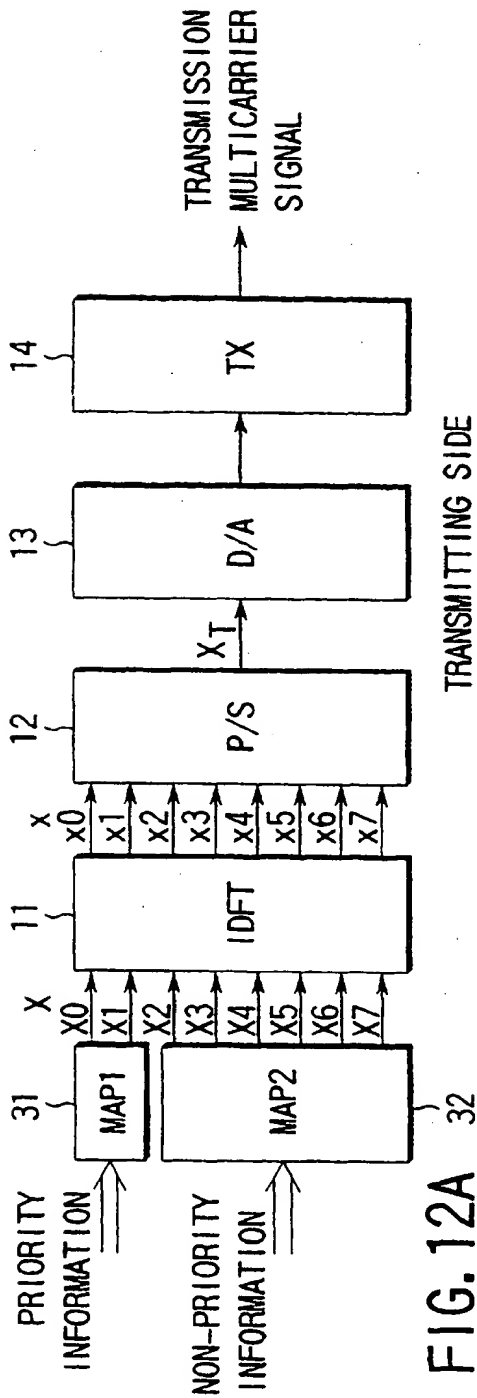 PRIORITY
INFORMATION
NON-PRIORITY
INFORMATION
31
MAP1
MAP2
32
X
X0
X1
X2
X3
X4
X5
X6
X7
11
IDFT
x
x0
x1
x2
x3
x4
x5
x6
x7
12
P/S
XT
13
D/A
14
TX
TRANSMISSION
MULTICARRIER
SIGNAL
TRANSMITTING SIDE
FIG. 12A